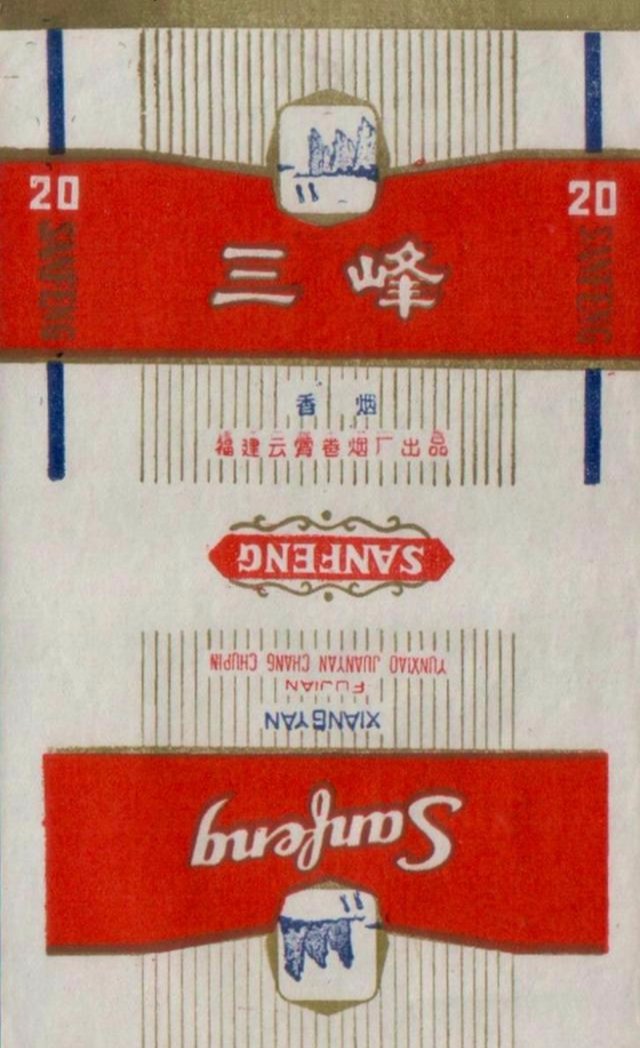 20
20
SANFENG
SANFENG
三峰
香烟
福建云霄卷烟厂出品
SANFENG
YUNXIAO JUANYAN CHANG CHUPIN
FUJIAN
XIANGYAN
Sanfeng